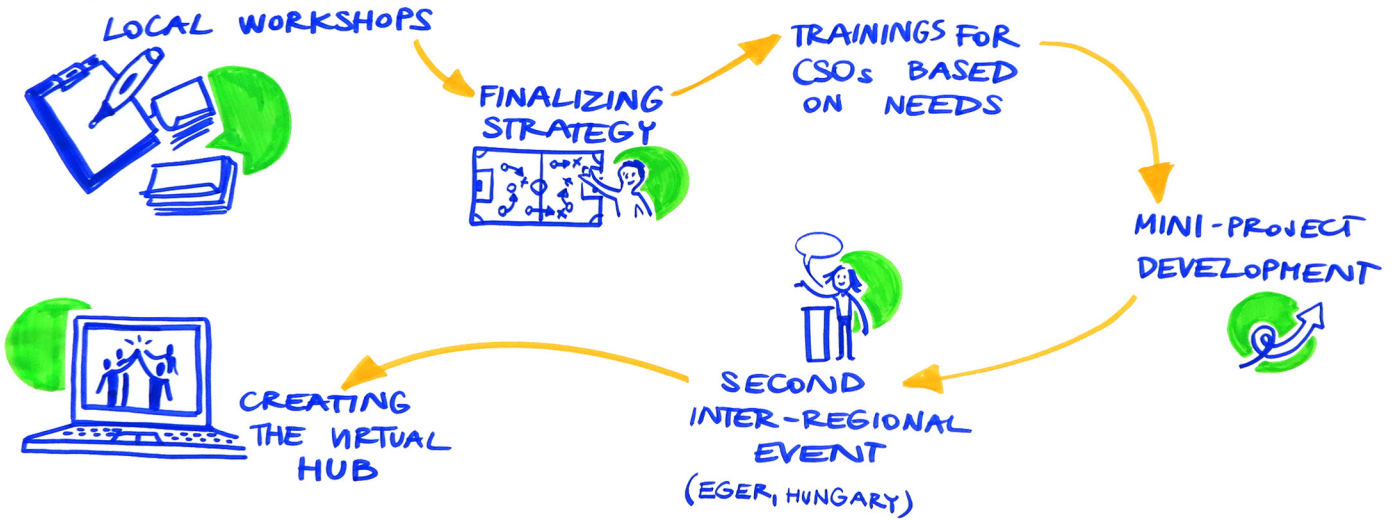 LOCAL WORKSHOPS
FINALIZING
STRATEGY
TRAININGS FOR
CSOs BASED
ON NEEDS
MINI-PROJECT
DEVELOPMENT
SECOND
INTER-REGIONAL
EVENT
(EGER, HUNGARY)
CREATING
THE VIRTUAL
HUB